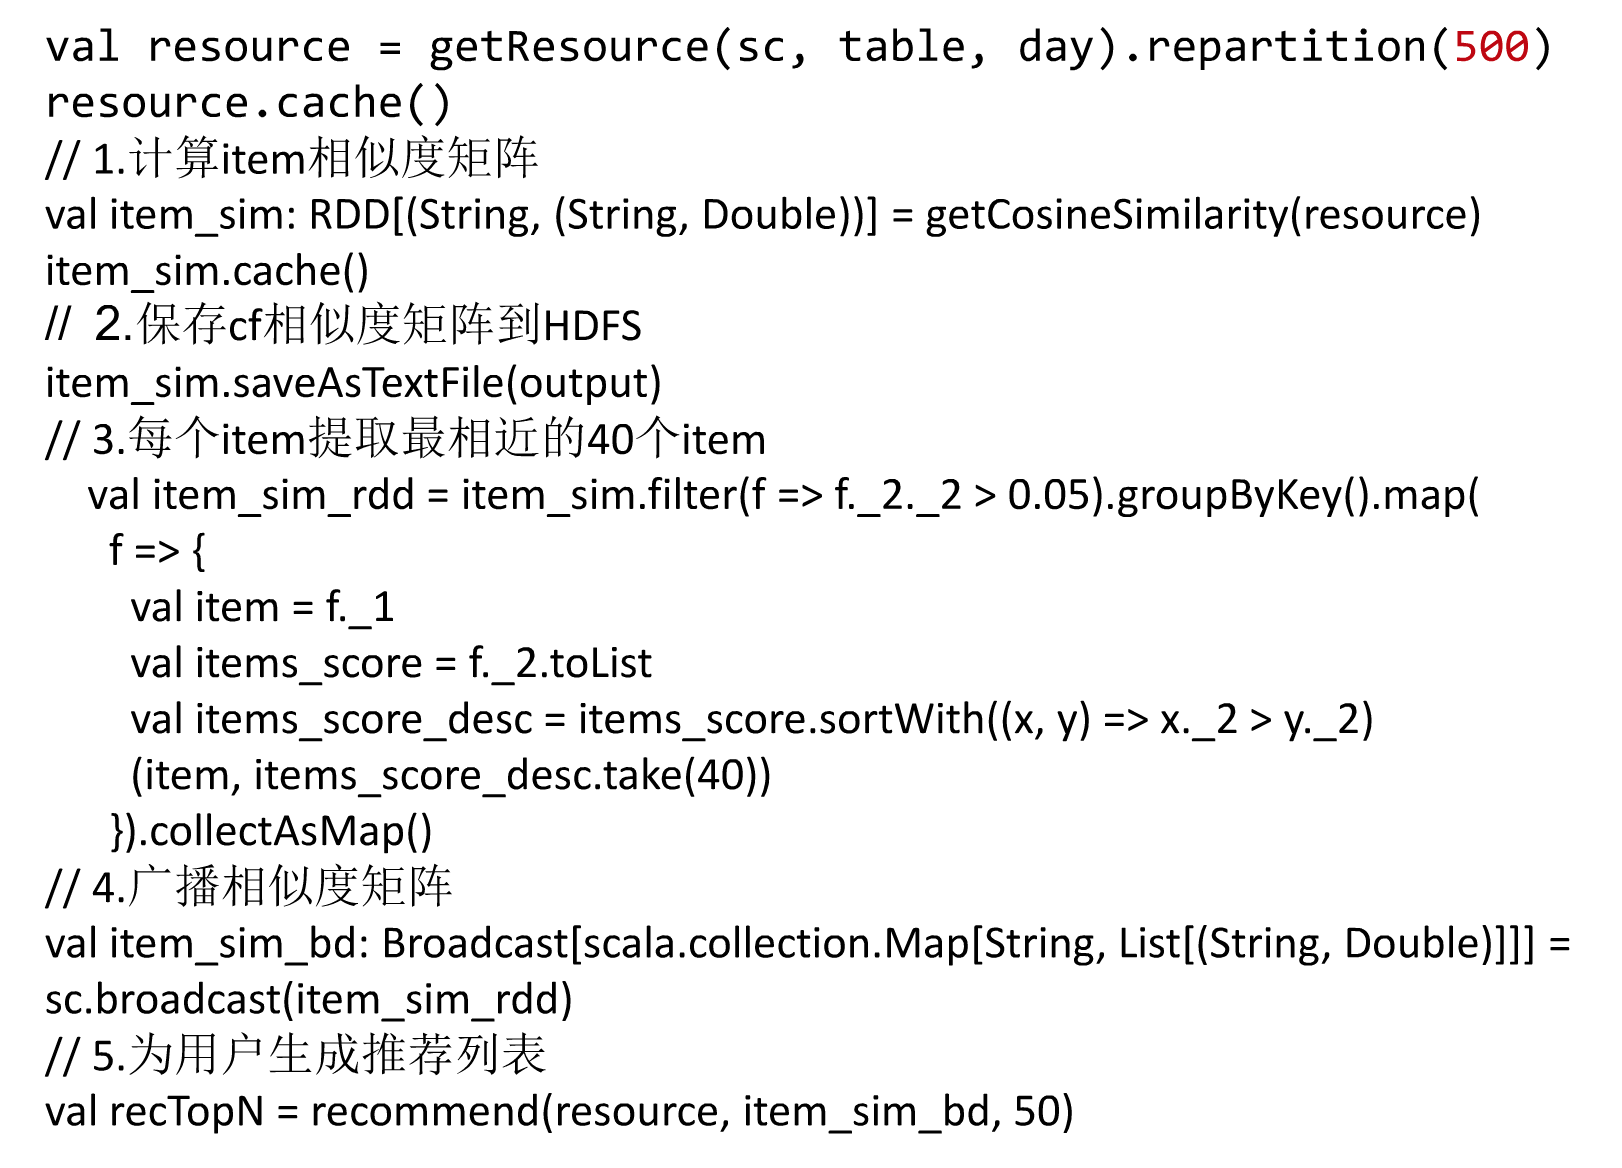 val resource = getResource(sc, table, day).repartition(500)
resource.cache()
// 1.计算item相似度矩阵
val item_sim: RDD[(String, (String, Double))] = getCosineSimilarity(resource)
item_sim.cache()
//  2.保存cf相似度矩阵到HDFS
item_sim.saveAsTextFile(output)
// 3.每个item提取最相近的40个item
val item_sim_rdd = item_sim.filter(f => f._2._2 > 0.05).groupByKey().map(
f => {
val item = f._1
val items_score = f._2.toList
val items_score_desc = items_score.sortWith((x, y) => x._2 > y._2)
(item, items_score_desc.take(40))
}).collectAsMap()
// 4.广播相似度矩阵
val item_sim_bd: Broadcast[scala.collection.Map[String, List[(String, Double)]]] =
sc.broadcast(item_sim_rdd)
// 5.为用户生成推荐列表
val recTopN = recommend(resource, item_sim_bd, 50)